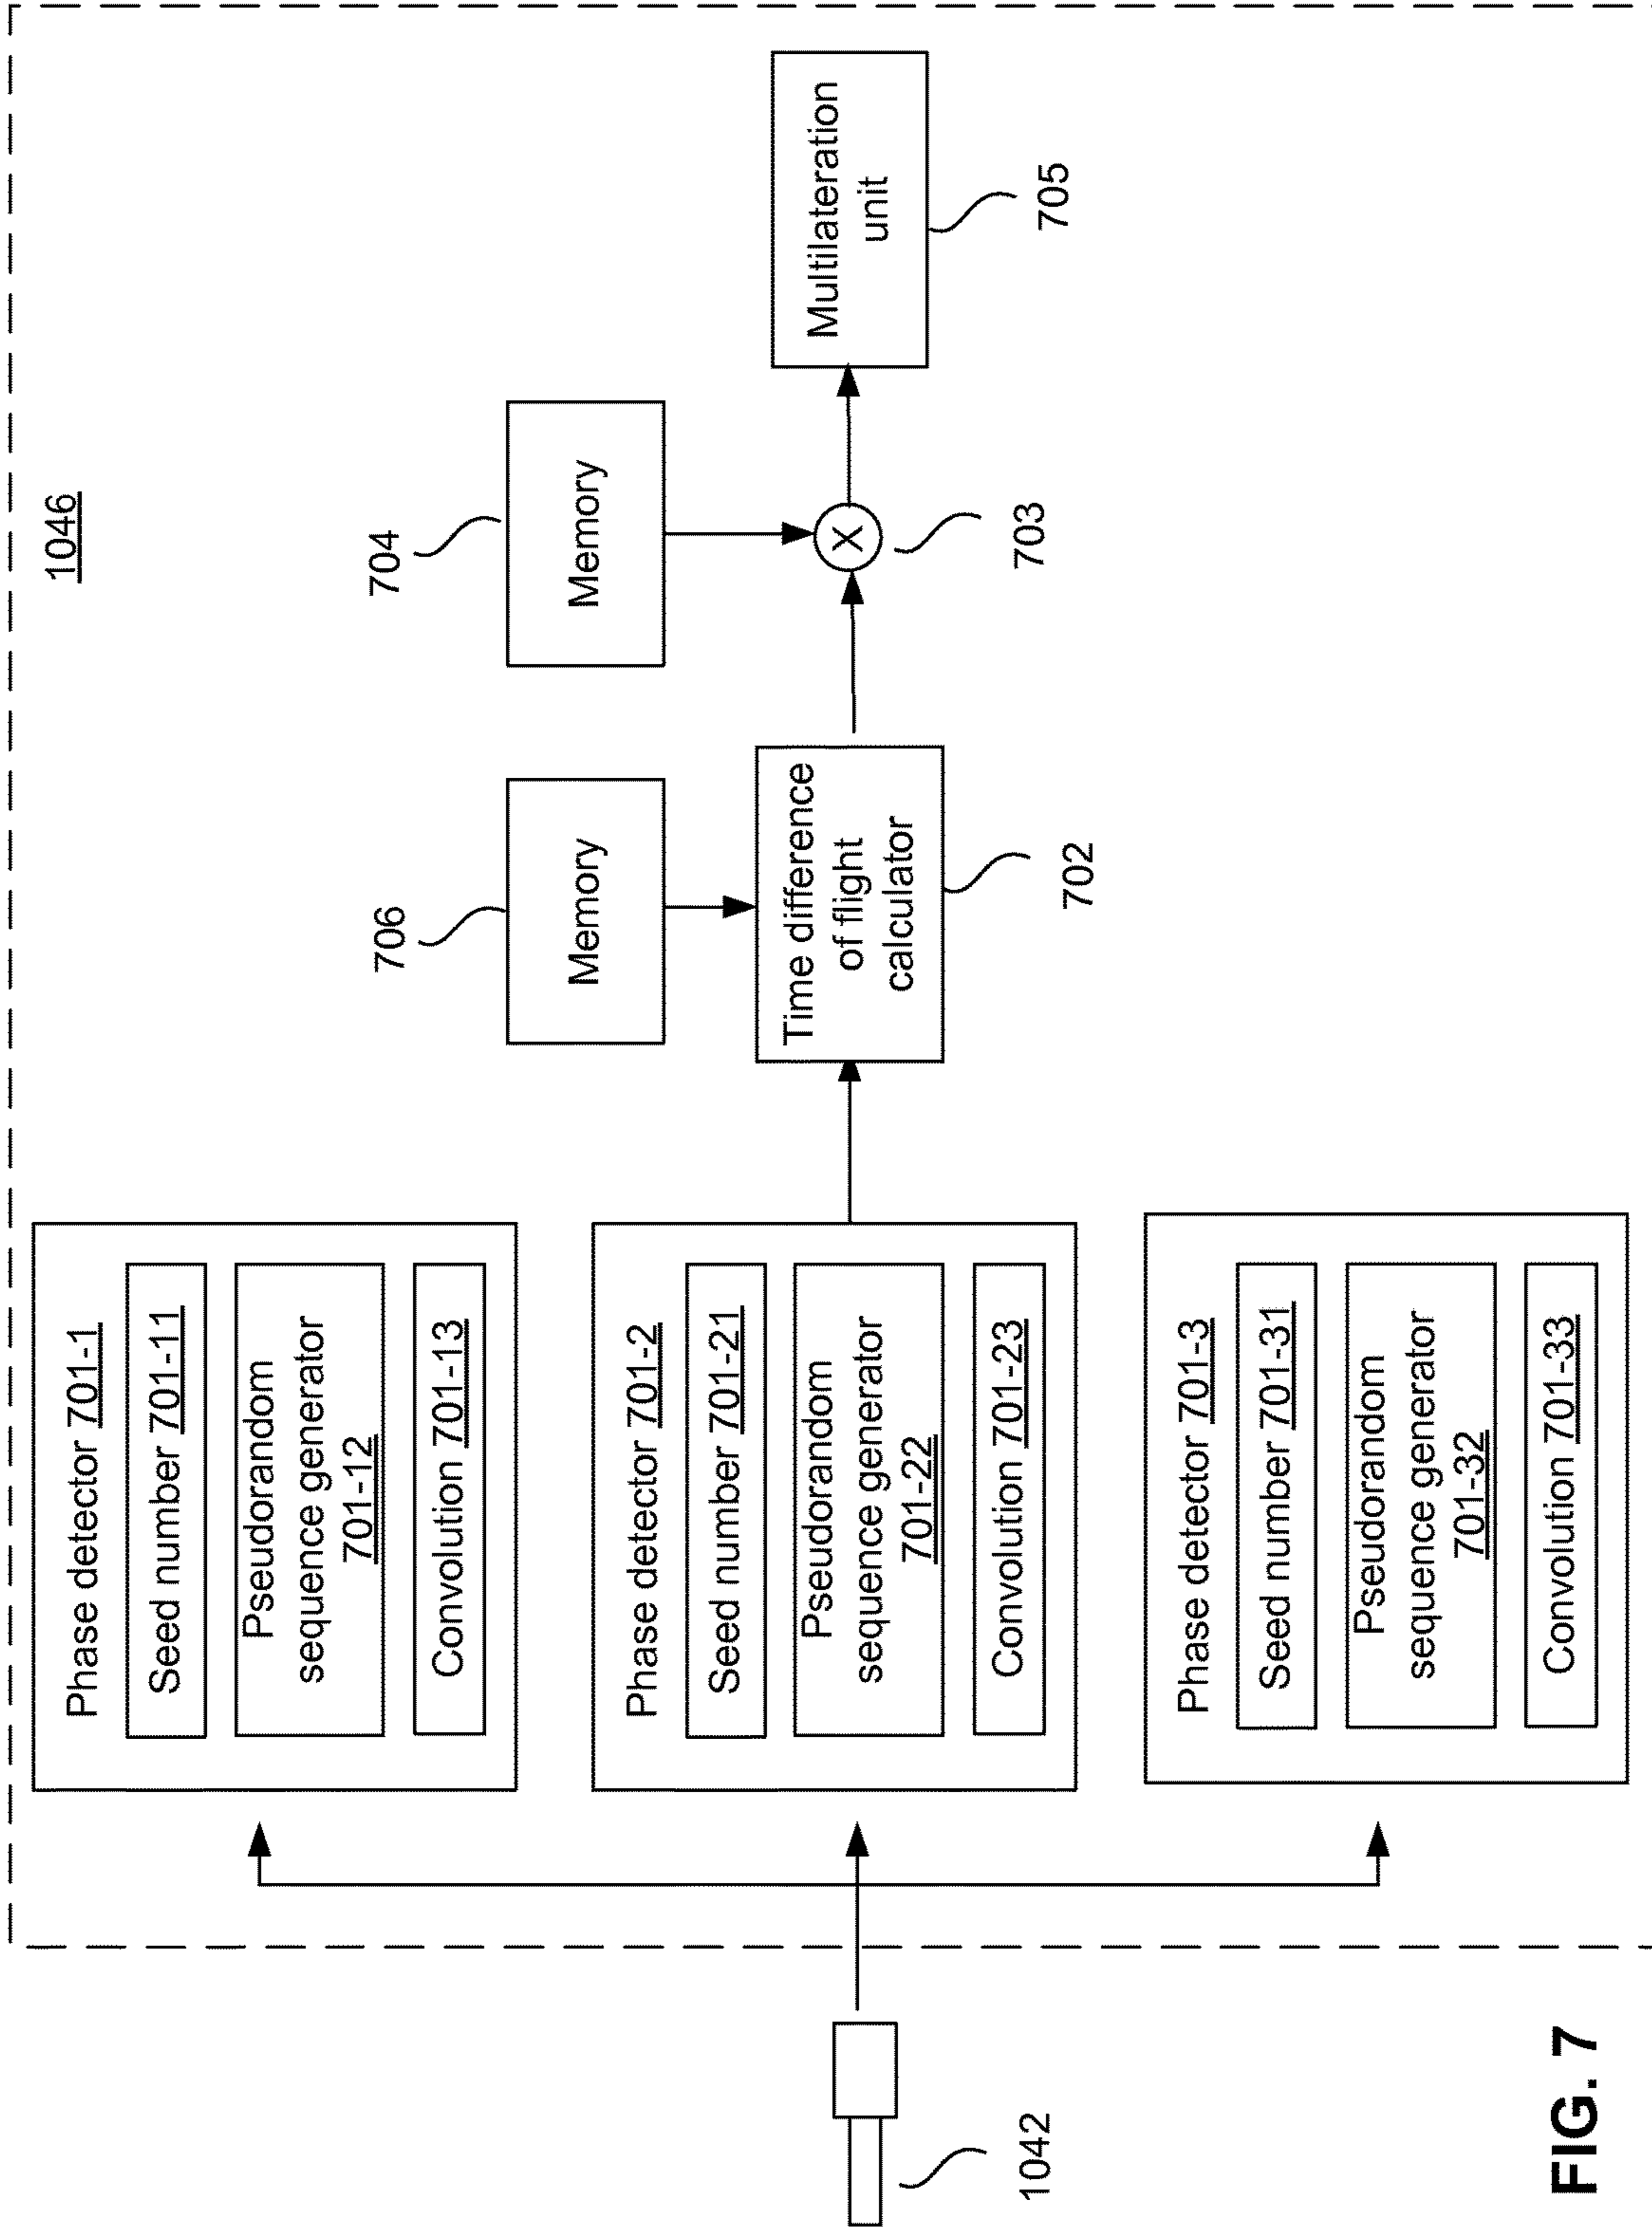 1046
Phase detector 701-1
Seed number 701-11
Pseudorandom
sequence generator
701-12
Convolution 701-13
706
704
Memory
Memory
Phase detector 701-2
Seed number 701-21
Pseudorandom
sequence generator
701-22
Convolution 701-23
Time difference
of flight
calculator
X
Multilateration
unit
1042
702
703
705
Phase detector 701-3
Seed number 701-31
Pseudorandom
sequence generator
701-32
Convolution 701-33
FIG. 7